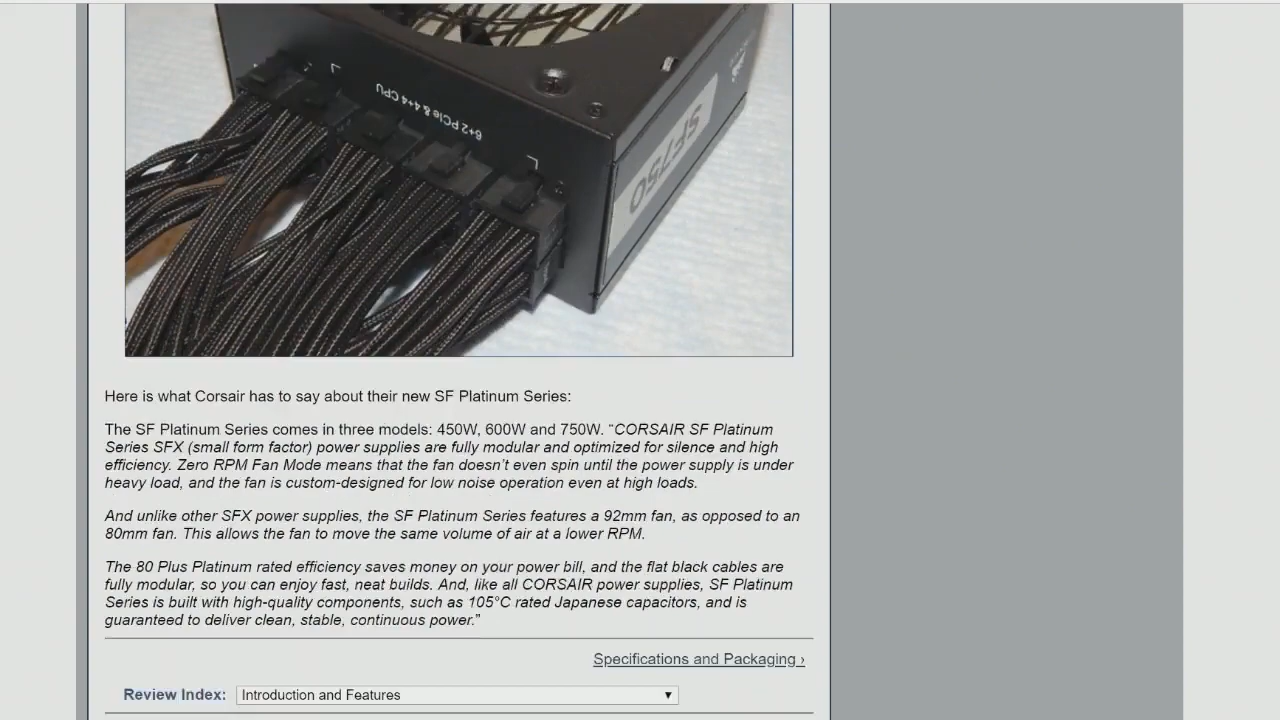 6+2 PCIe & 4+4 CPU
SF750
Here is what Corsair has to say about their new SF Platinum Series:
The SF Platinum Series comes in three models: 450W, 600W and 750W. “CORSAIR SF Platinum
Series SFX (small form factor) power supplies are fully modular and optimized for silence and high
efficiency. Zero RPM Fan Mode means that the fan doesn’t even spin until the power supply is under
heavy load, and the fan is custom-designed for low noise operation even at high loads.
And unlike other SFX power supplies, the SF Platinum Series features a 92mm fan, as opposed to an
80mm fan. This allows the fan to move the same volume of air at a lower RPM.
The 80 Plus Platinum rated efficiency saves money on your power bill, and the flat black cables are
fully modular, so you can enjoy fast, neat builds. And, like all CORSAIR power supplies, SF Platinum
Series is built with high-quality components, such as 105°C rated Japanese capacitors, and is
guaranteed to deliver clean, stable, continuous power.”
Specifications and Packaging ›
Review Index: Introduction and Features